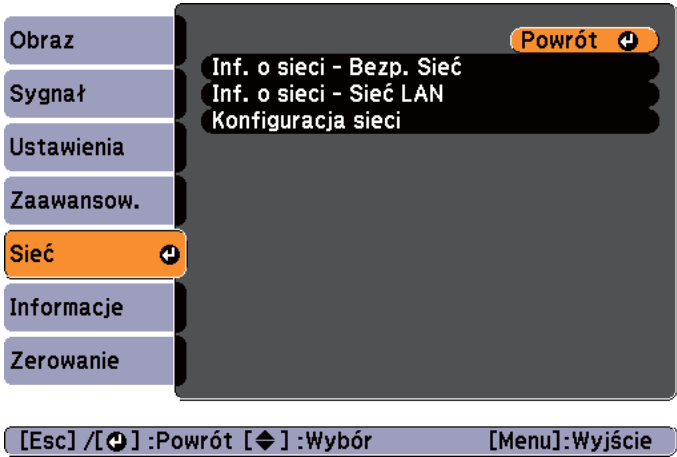 Obraz
Sygnał
Ustawienia
Zaawansow.
Sieć
Informacje
Zerowanie
Powrót
Inf. o sieci - Bezp. Sieć
Inf. o sieci - Sieć LAN
Konfiguracja sieci
[Esc] /[⏎] :Powrót [◆] :Wybór [Menu]:Wyjście